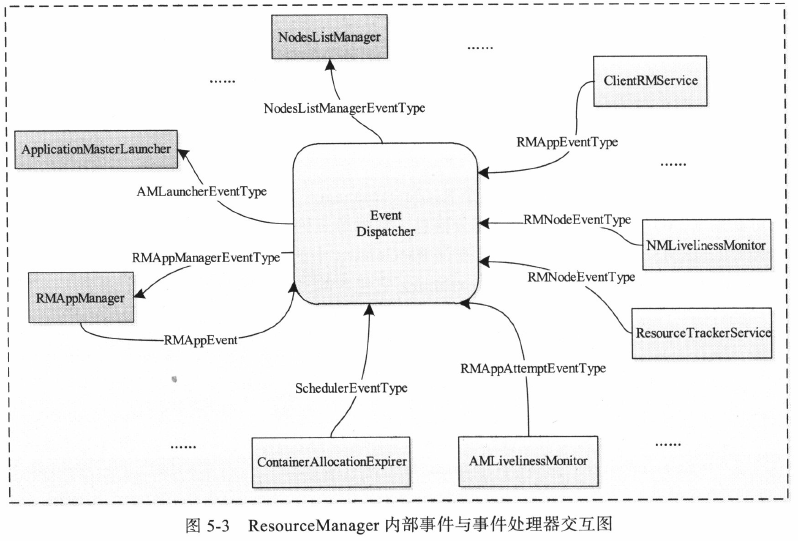 NodesListManager
......
......
ClientRMService
NodesListManagerEventType
RMAppEventType
ApplicationMasterLauncher
......
AMLauncherEventType
Event
Dispatcher
RMNodeEventType
NMLivelinessMonitor
RMAppManagerEventType
RMNodeEventType
RMAppManager
RMAppEvent
ResourceTrackerService
SchedulerEventType
RMAppAttemptEventType
......
......
ContainerAllocationExpirer
AMLivelinessMonitor
图 5-3 ResourceManager 内部事件与事件处理器交互图